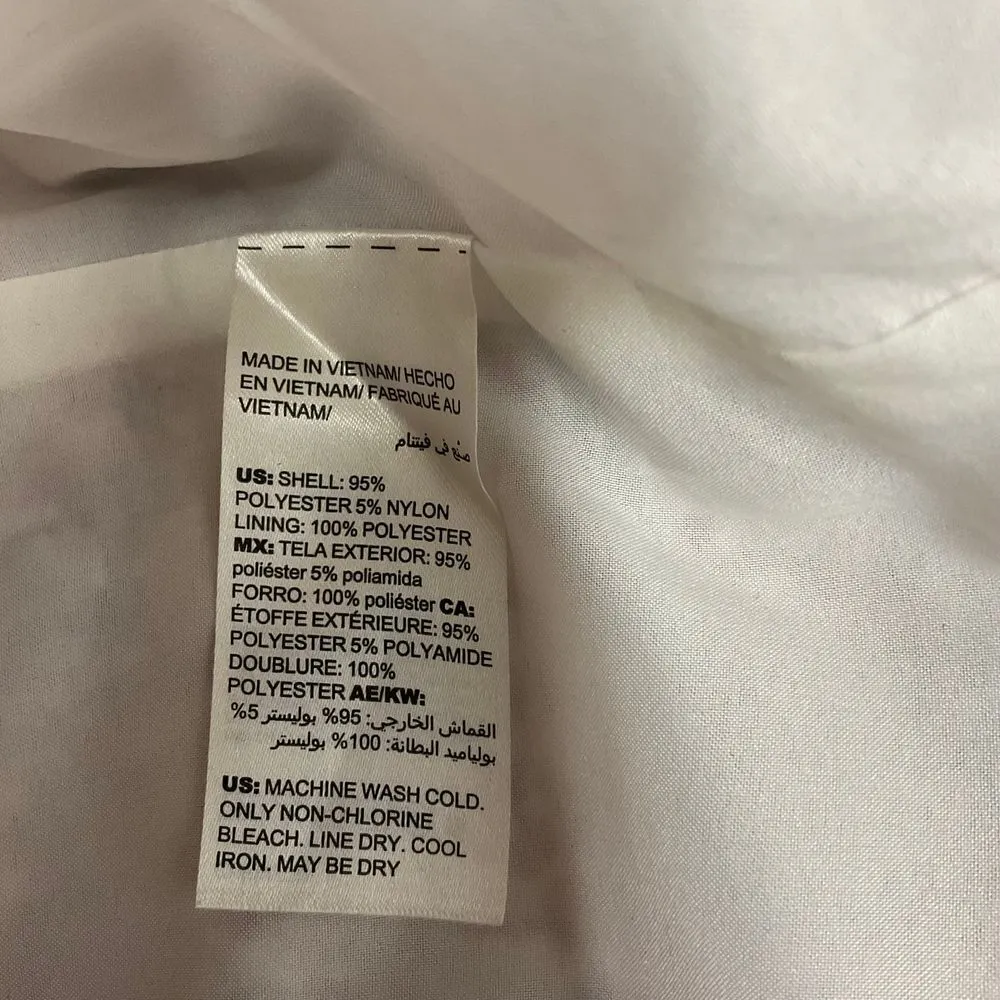 MADE IN VIETNAM/ HECHO
EN VIETNAM/ FABRIQUÉ AU
VIETNAM/
صنع في فيتنام
US: SHELL: 95%
POLYESTER 5% NYLON
LINING: 100% POLYESTER
MX: TELA EXTERIOR: 95%
poliéster 5% poliamida
FORRO: 100% poliéster CA:
ÉTOFFE EXTÉRIEURE: 95%
POLYESTER 5% POLYAMIDE
DOUBLURE: 100%
POLYESTER AE/KW:
القماش الخارجي: 95% بوليستر 5%
بولياميد البطانة: 100% بوليستر
US: MACHINE WASH COLD.
ONLY NON-CHLORINE
BLEACH. LINE DRY. COOL
IRON. MAY BE DRY